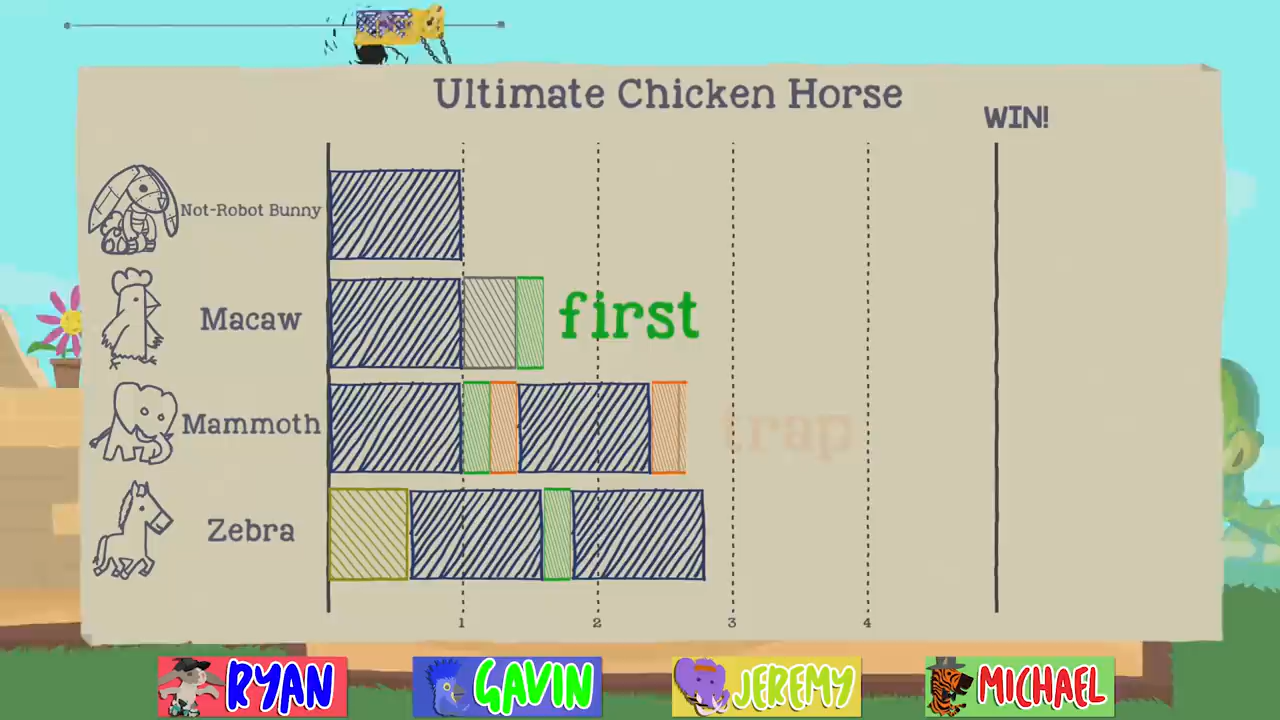 Ultimate Chicken Horse
WIN!
Not-Robot Bunny
Macaw
first
Mammoth
trap
Zebra
1 2 3 4
RYAN GAVIN JEREMY MICHAEL